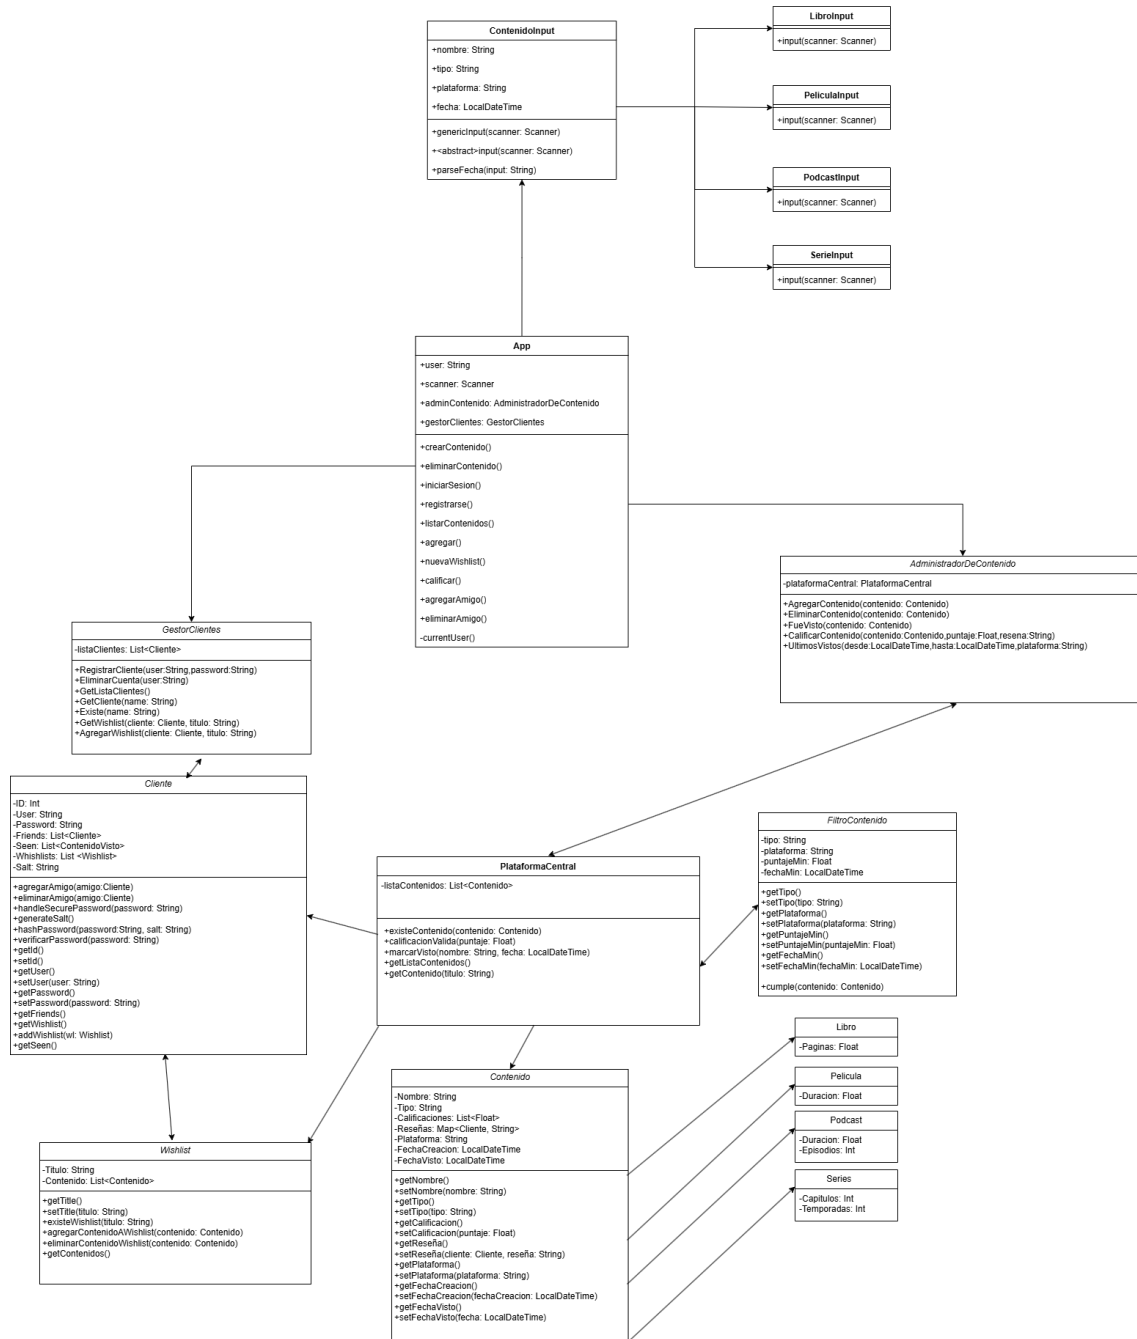 ContenidoInput
+nombre: String
+tipo: String
+plataforma: String
+fecha: LocalDateTime
+genericInput(scanner: Scanner)
+<abstract>input(scanner: Scanner)
+parseFecha(input: String)
LibroInput
+input(scanner: Scanner)
PeliculaInput
+input(scanner: Scanner)
PodcastInput
+input(scanner: Scanner)
SerieInput
+input(scanner: Scanner)
App
+user: String
+scanner: Scanner
+adminContenido: AdministradorDeContenido
+gestorClientes: GestorClientes
+crearContenido()
+eliminarContenido()
+iniciarSesion()
+registrarse()
+listarContenidos()
+agregar()
+nuevaWishlist()
+calificar()
+agregarAmigo()
+eliminarAmigo()
-currentUser()
AdministradorDeContenido
-plataformaCentral: PlataformaCentral
+AgregarContenido(contenido: Contenido)
+EliminarContenido(contenido: Contenido)
+FueVisto(contenido: Contenido)
+CalificarContenido(contenido:Contenido,puntaje:Float,resena:String)
+UltimosVistos(desde:LocalDateTime,hasta:LocalDateTime,plataforma:String)
GestorClientes
-listaClientes: List<Cliente>
+RegistrarCliente(user:String,password:String)
+EliminarCuenta(user:String)
+GetListaClientes()
+GetCliente(name: String)
+Existe(name: String)
+GetWishlist(cliente: Cliente, titulo: String)
+AgregarWishlist(cliente: Cliente, titulo: String)
Cliente
-ID: Int
-User: String
-Password: String
-Friends: List<Cliente>
-Seen: List<ContenidoVisto>
-Whishlists: List <Wishlist>
-Salt: String
+agregarAmigo(amigo:Cliente)
+eliminarAmigo(amigo:Cliente)
+handleSecurePassword(password: String)
+generateSalt()
+hashPassword(password:String, salt: String)
+verificarPassword(password: String)
+getId()
+setId()
+getUser()
+setUser(user: String)
+getPassword()
+setPassword(password: String)
+getFriends()
+getWishlist()
+addWishlist(wl: Wishlist)
+getSeen()
PlataformaCentral
-listaContenidos: List<Contenido>
+existeContenido(contenido: Contenido)
+calificacionValida(puntaje: Float)
+marcarVisto(nombre: String, fecha: LocalDateTime)
+getListaContenidos()
+getContenido(titulo: String)
FiltroContenido
-tipo: String
-plataforma: String
-puntajeMin: Float
-fechaMin: LocalDateTime
+getTipo()
+setTipo(tipo: String)
+getPlataforma()
+setPlataforma(plataforma: String)
+getPuntajeMin()
+setPuntajeMin(puntajeMin: Float)
+getFechaMin()
+setFechaMin(fechaMin: LocalDateTime)
+cumple(contenido: Contenido)
Libro
-Paginas: Float
Pelicula
-Duracion: Float
Podcast
-Duracion: Float
-Episodios: Int
Series
-Capitulos: Int
-Temporadas: Int
Contenido
-Nombre: String
-Tipo: String
-Calificaciones: List<Float>
-Reseñas: Map<Cliente, String>
-Plataforma: String
-FechaCreacion: LocalDateTime
-FechaVisto: LocalDateTime
+getNombre()
+setNombre(nombre: String)
+getTipo()
+setTipo(tipo: String)
+getCalificacion()
+setCalificacion(puntaje: Float)
+getReseña()
+setReseña(cliente: Cliente, reseña: String)
+getPlataforma()
+setPlataforma(plataforma: String)
+getFechaCreacion()
+setFechaCreacion(fechaCreacion: LocalDateTime)
+getFechaVisto()
+setFechaVisto(fecha: LocalDateTime)
Wishlist
-Titulo: String
-Contenido: List<Contenido>
+getTitle()
+setTitle(titulo: String)
+existeWishlist(titulo: String)
+agregarContenidoAWishlist(contenido: Contenido)
+eliminarContenidoWishlist(contenido: Contenido)
+getContenidos()